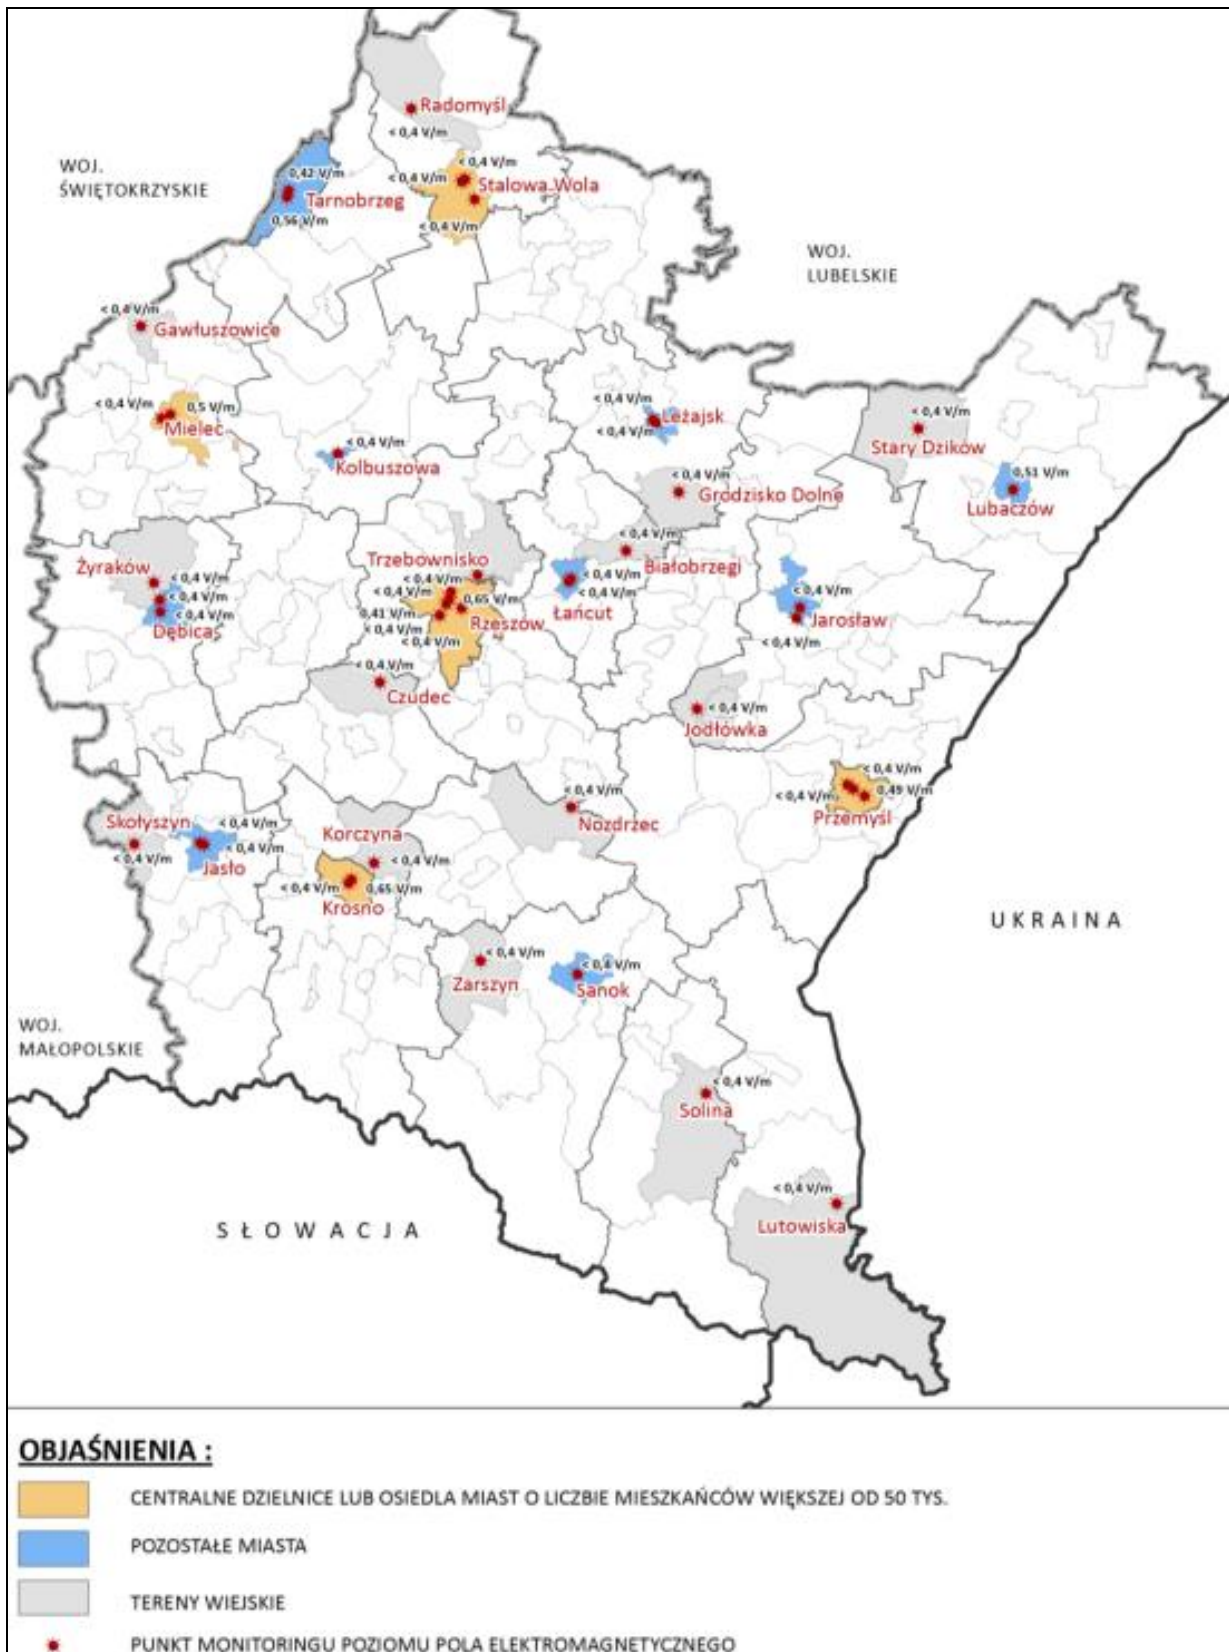 Radomyśl
< 0,4 V/m
WOJ.
ŚWIĘTOKRZYSKIE
0,42 V/m
Tarnobrzeg
0,56 V/m
< 0,4 V/m
< 0,4 V/m
Stalowa Wola
< 0,4 V/m
WOJ.
LUBELSKIE
< 0,4 V/m
Gawłuszowice
< 0,4 V/m
0,5 V/m
Mielec
< 0,4 V/m
Kolbuszowa
< 0,4 V/m
Leżajsk
< 0,4 V/m
< 0,4 V/m
Stary Dzików
0,51 V/m
Lubaczów
< 0,4 V/m
Grodzisko Dolne
< 0,4 V/m
Białobrzegi
Żyraków
< 0,4 V/m
< 0,4 V/m
< 0,4 V/m
Dębica
Trzebownisko
< 0,4 V/m
< 0,4 V/m
0,65 V/m
0,41 V/m
Rzeszów
< 0,4 V/m
< 0,4 V/m
< 0,4 V/m
< 0,4 V/m
Łańcut
< 0,4 V/m
Jarosław
< 0,4 V/m
< 0,4 V/m
Czudec
< 0,4 V/m
Jodłówka
< 0,4 V/m
< 0,4 V/m
0,49 V/m
Przemyśl
< 0,4 V/m
Nozdrzec
Skołyszyn
< 0,4 V/m
< 0,4 V/m
< 0,4 V/m
Jasło
Korczyna
< 0,4 V/m
< 0,4 V/m
0,65 V/m
Krosno
UKRAINA
< 0,4 V/m
Zarszyn
< 0,4 V/m
Sanok
WOJ.
MAŁOPOLSKIE
< 0,4 V/m
Solina
< 0,4 V/m
Lutowiska
SŁOWACJA
OBJAŚNIENIA :
CENTRALNE DZIELNICE LUB OSIEDLA MIAST O LICZBIE MIESZKAŃCÓW WIĘKSZEJ OD 50 TYS.
POZOSTAŁE MIASTA
TERENY WIEJSKIE
PUNKT MONITORINGU POZIOMU POLA ELEKTROMAGNETYCZNEGO